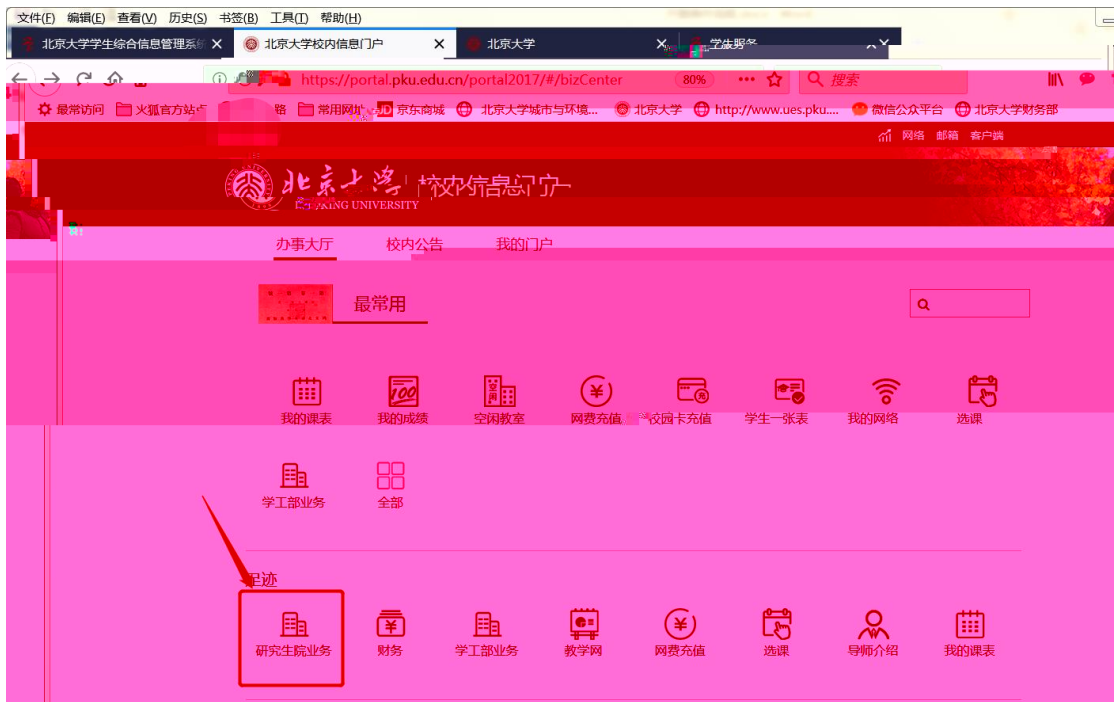 文件(F) 编辑(E) 查看(V) 历史(S) 书签(B) 工具(T) 帮助(H)
北京大学学生综合信息管理系统 × 北京大学校内信息门户 × 北京大学 ×
https://portal.pku.edu.cn/portal2017/#/bizCenter 80% 搜索
最常访问 火狐官方站点 常用网址 JD 京东商城 北京大学城市与环境... 北京大学 http://www.ues.pku.... 微信公众平台 北京大学财务部
网络 邮箱 客户端
北京大学 校内信息门户
PEKING UNIVERSITY
办事大厅 校内公告 我的门户
最常用
100 空闲
我的课表 我的成绩 空闲教室 网费充值 校园卡充值 学生一张表 我的网络 选课
学工部业务 全部
足迹
研究生院业务 财务 学工部业务 教学网 网费充值 选课 导师介绍 我的课表